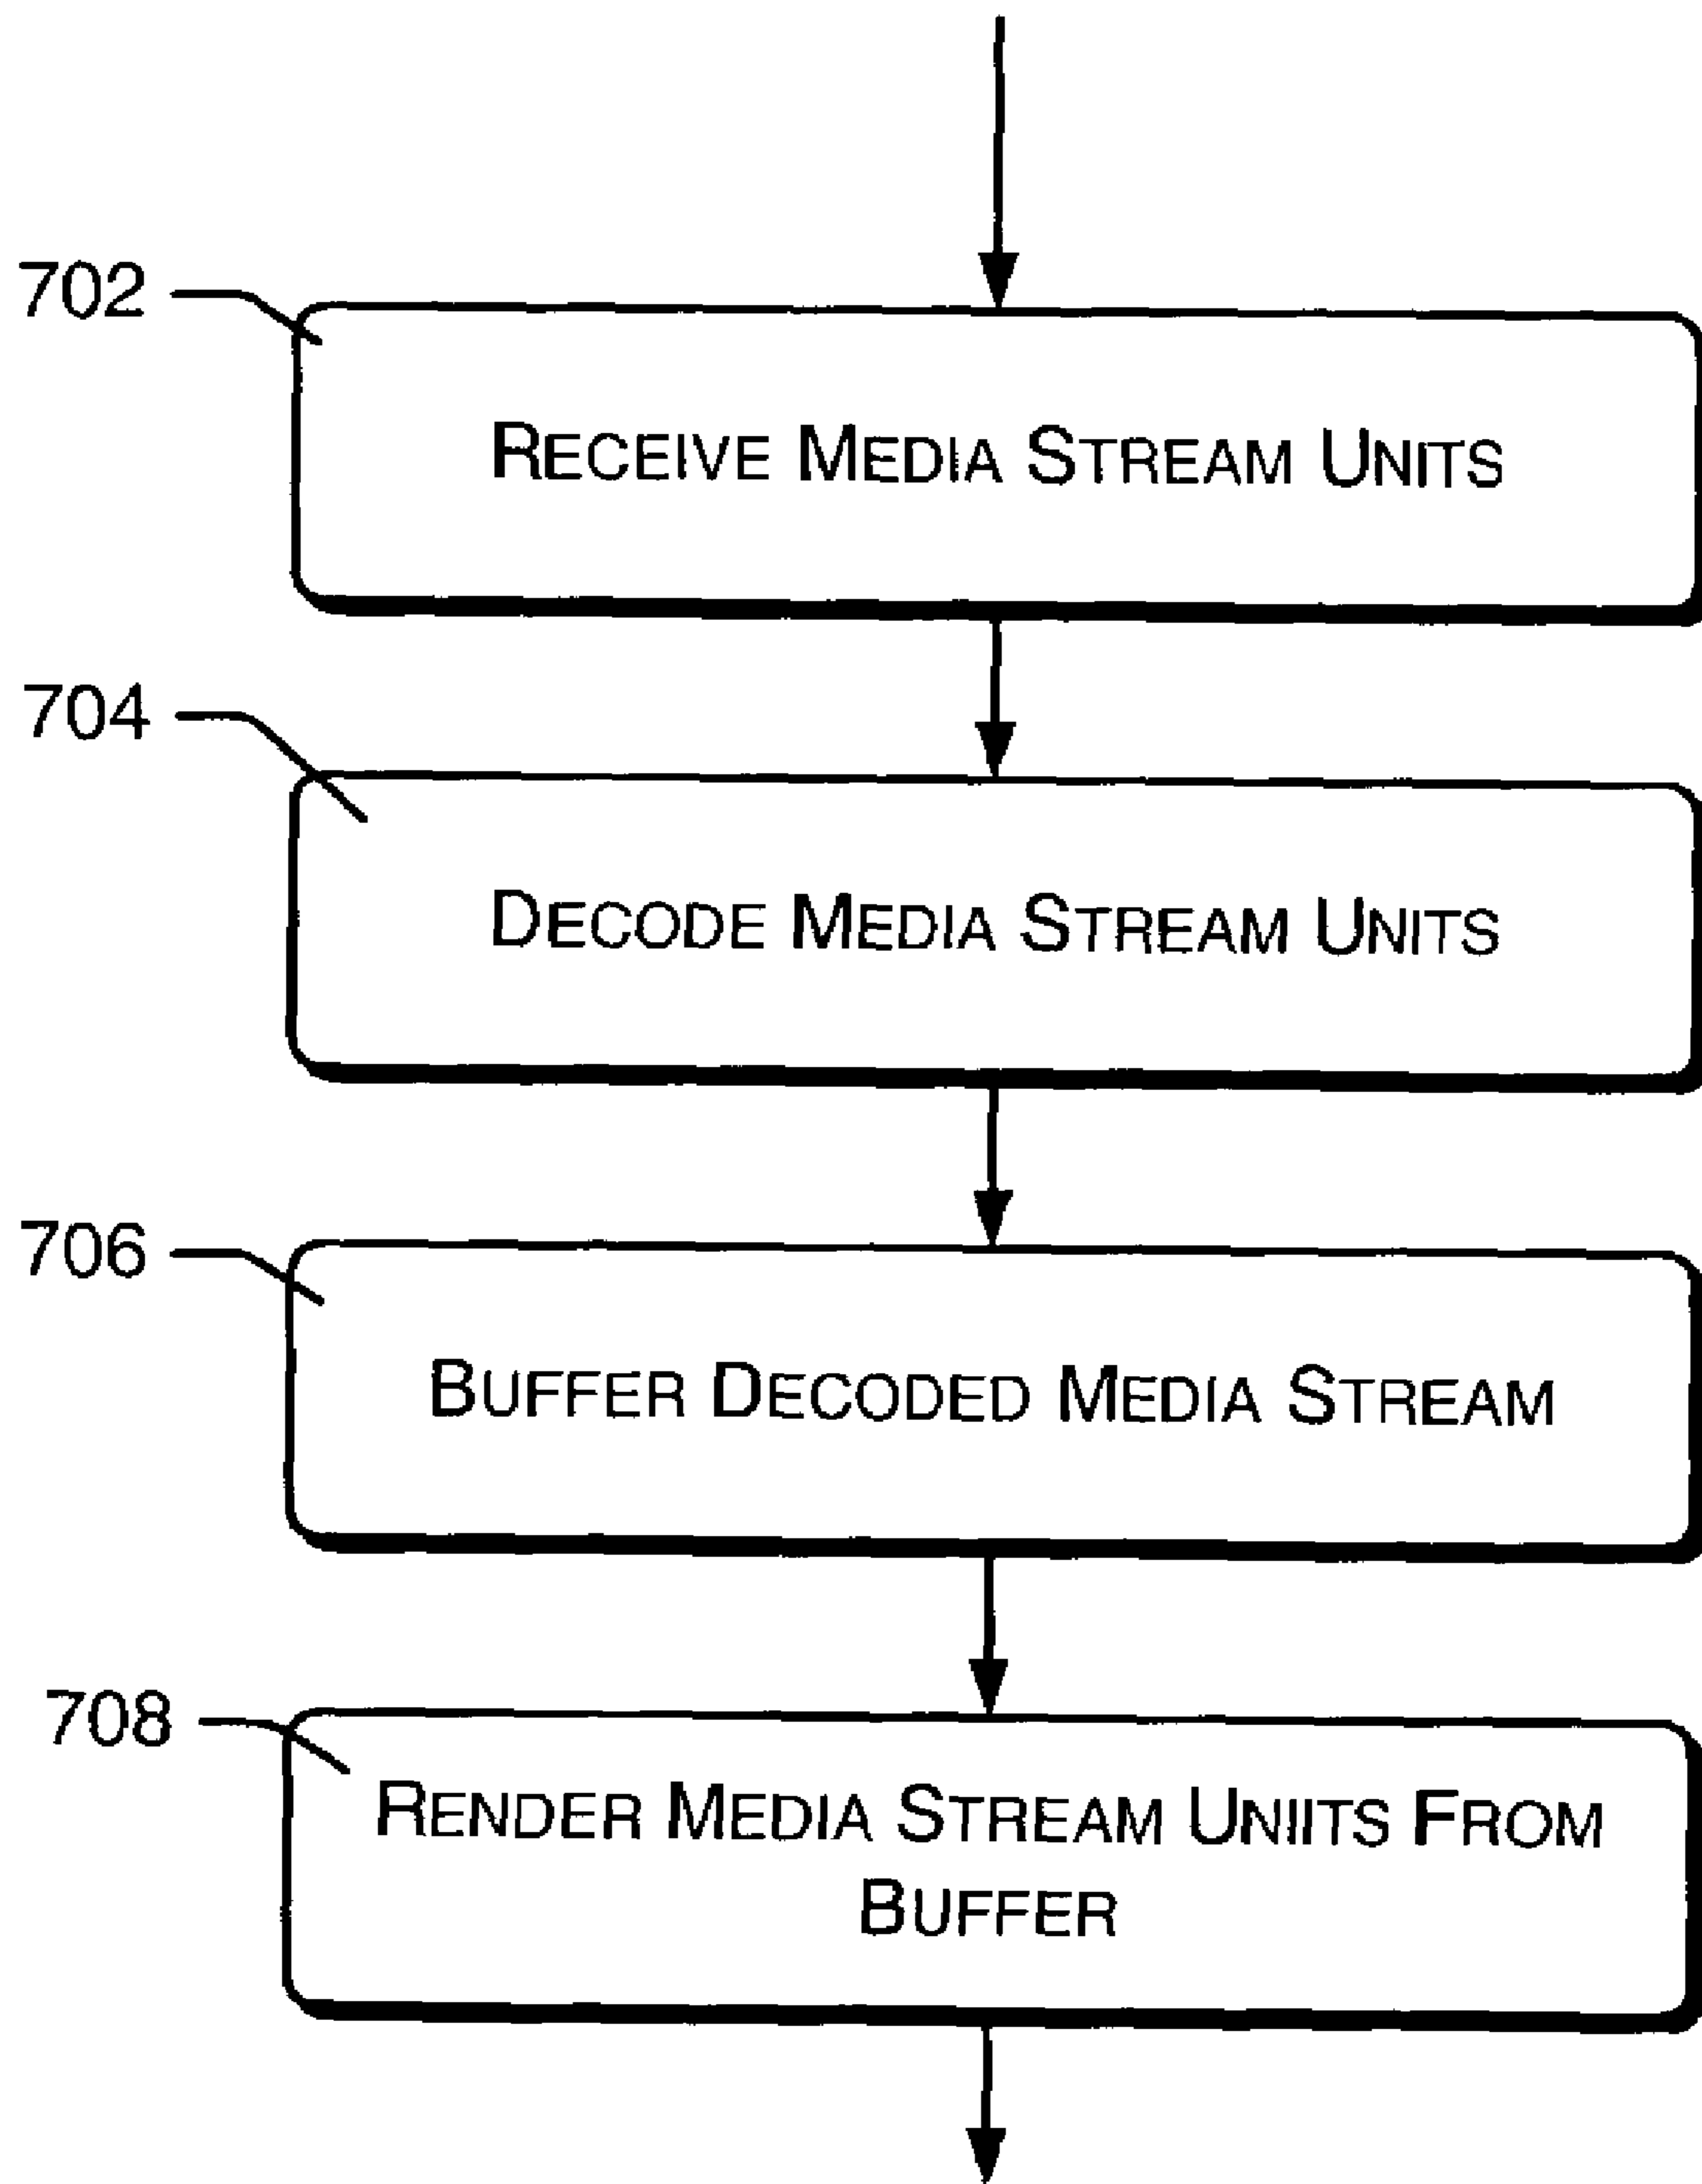 702
RECEIVE MEDIA STREAM UNITS
704
DECODE MEDIA STREAM UNITS
706
BUFFER DECODED MEDIA STREAM
708
RENDER MEDIA STREAM UNIITS FROM
BUFFER